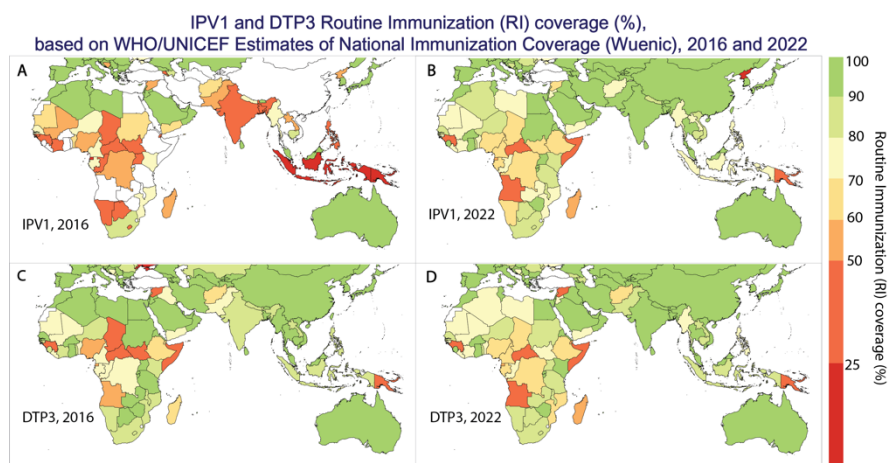 IPV1 and DTP3 Routine Immunization (RI) coverage (%),
based on WHO/UNICEF Estimates of National Immunization Coverage (Wuenic), 2016 and 2022
A
IPV1, 2016
B
IPV1, 2022
C
DTP3, 2016
D
DTP3, 2022
100
90
80
70
60
50
25
Routine Immunization (RI) coverage (%)